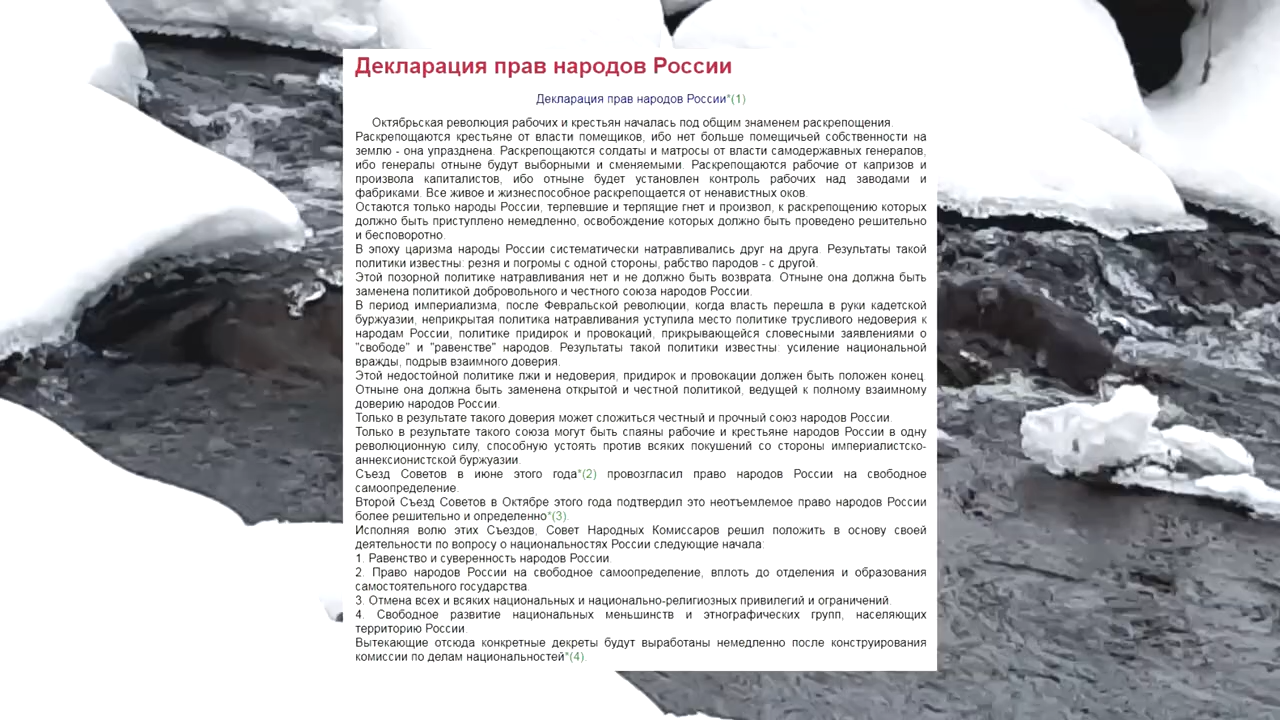 Декларация прав народов России
Декларация прав народов России*(1)
Октябрьская революция рабочих и крестьян началась под общим знаменем раскрепощения.
Раскрепощаются крестьяне от власти помещиков, ибо нет больше помещичьей собственности на
землю - она упразднена. Раскрепощаются солдаты и матросы от власти самодержавных генералов,
ибо генералы отныне будут выборными и сменяемыми. Раскрепощаются рабочие от капризов и
произвола капиталистов, ибо отныне будет установлен контроль рабочих над заводами и
фабриками. Все живое и жизнеспособное раскрепощается от ненавистных оков.
Остаются только народы России, терпевшие и терпящие гнет и произвол, к раскрепощению которых
должно быть приступлено немедленно, освобождение которых должно быть проведено решительно
и бесповоротно.
В эпоху царизма народы России систематически натравливались друг на друга. Результаты такой
политики известны: резня и погромы с одной стороны, рабство пародов - с другой.
Этой позорной политике натравливания нет и не должно быть возврата. Отныне она должна быть
заменена политикой добровольного и честного союза народов России.
В период империализма, после Февральской революции, когда власть перешла в руки кадетской
буржуазии, неприкрытая политика натравливания уступила место политике трусливого недоверия к
народам России, политике придирок и провокаций, прикрывающейся словесными заявлениями о
"свободе" и "равенстве" народов. Результаты такой политики известны: усиление национальной
вражды, подрыв взаимного доверия.
Этой недостойной политике лжи и недоверия, придирок и провокации должен быть положен конец.
Отныне она должна быть заменена открытой и честной политикой, ведущей к полному взаимному
доверию народов России.
Только в результате такого доверия может сложиться честный и прочный союз народов России.
Только в результате такого союза могут быть спаяны рабочие и крестьяне народов России в одну
революционную силу, способную устоять против всяких покушений со стороны империалистско-
аннексионистской буржуазии.
Съезд Советов в июне этого года*(2) провозгласил право народов России на свободное
самоопределение.
Второй Съезд Советов в Октябре этого года подтвердил это неотъемлемое право народов России
более решительно и определенно*(3).
Исполняя волю этих Съездов, Совет Народных Комиссаров решил положить в основу своей
деятельности по вопросу о национальностях России следующие начала:
1. Равенство и суверенность народов России.
2. Право народов России на свободное самоопределение, вплоть до отделения и образования
самостоятельного государства.
3. Отмена всех и всяких национальных и национально-религиозных привилегий и ограничений.
4. Свободное развитие национальных меньшинств и этнографических групп, населяющих
территорию России.
Вытекающие отсюда конкретные декреты будут выработаны немедленно после конструирования
комиссии по делам национальностей*(4).